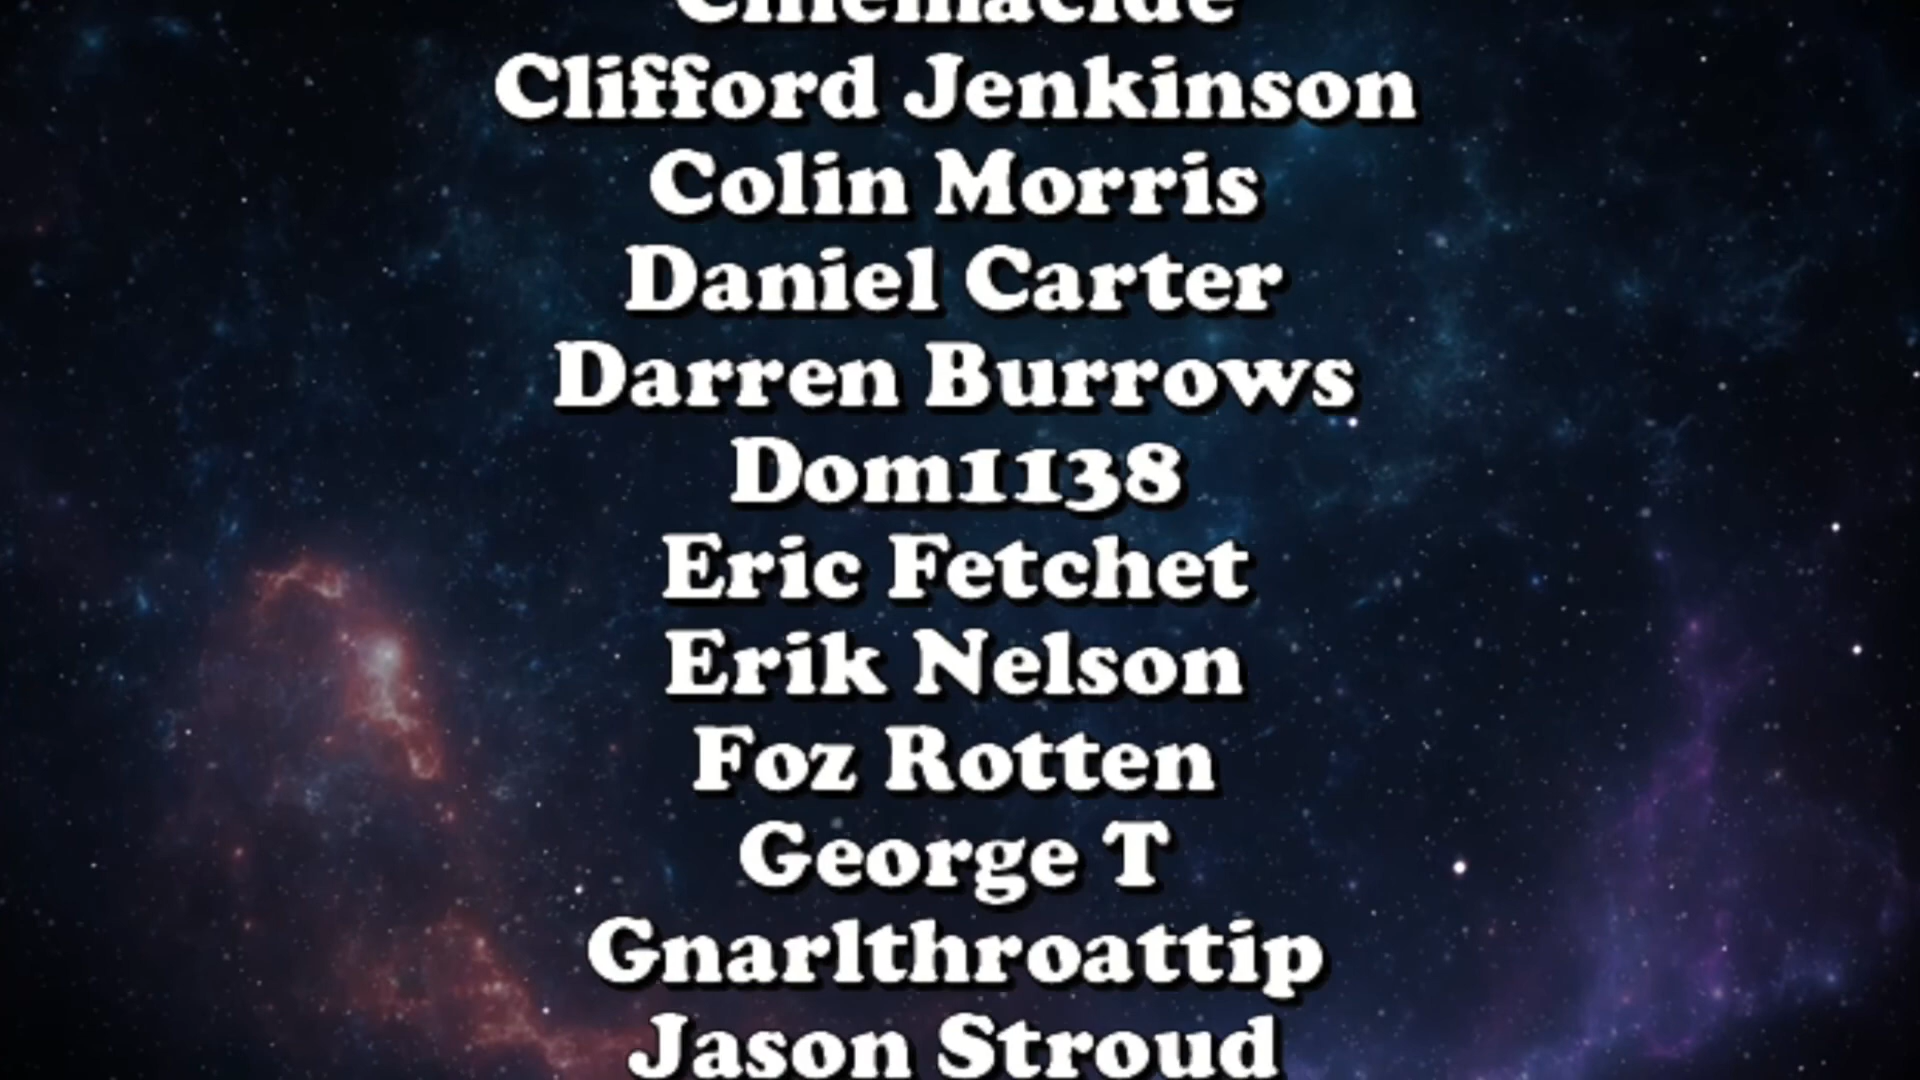 Clifford Jenkinson
Colin Morris
Daniel Carter
Darren Burrows
Dom1138
Eric Fetchet
Erik Nelson
Foz Rotten
George T
Gnarlthroattip
Jason Stroud